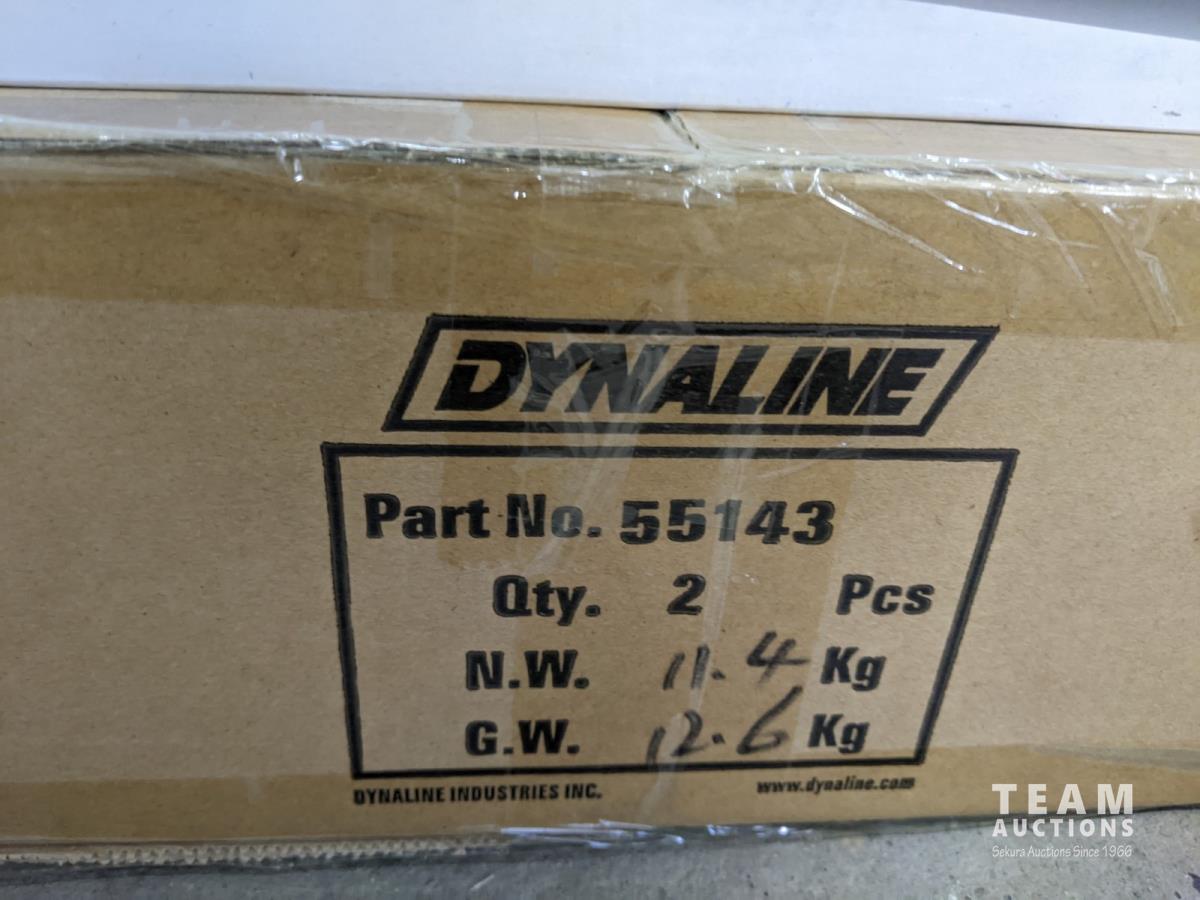 DYNALINE
Part No. 55143
Qty. 2 Pcs
N.W. 11.4 Kg
G.W. 12.6 Kg
DYNALINE INDUSTRIES INC. www.dynaline.com
TEAM
AUCTIONS
Sekura Auctions Since 1966